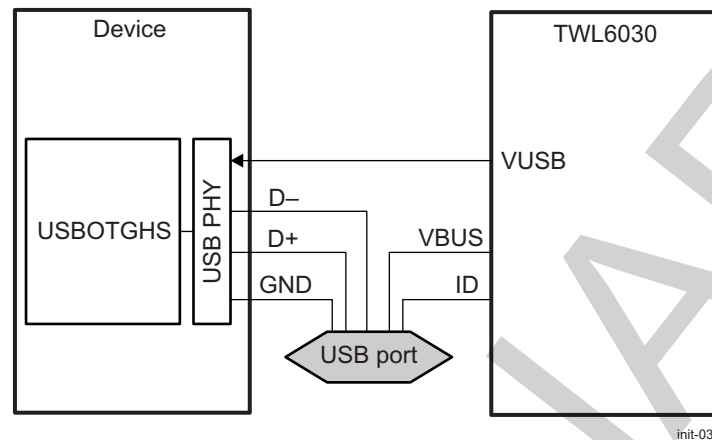 Device
TWL6030
VUSB
USBOTGHS
USB PHY
D–
D+
GND
VBUS
ID
USB port
init-03